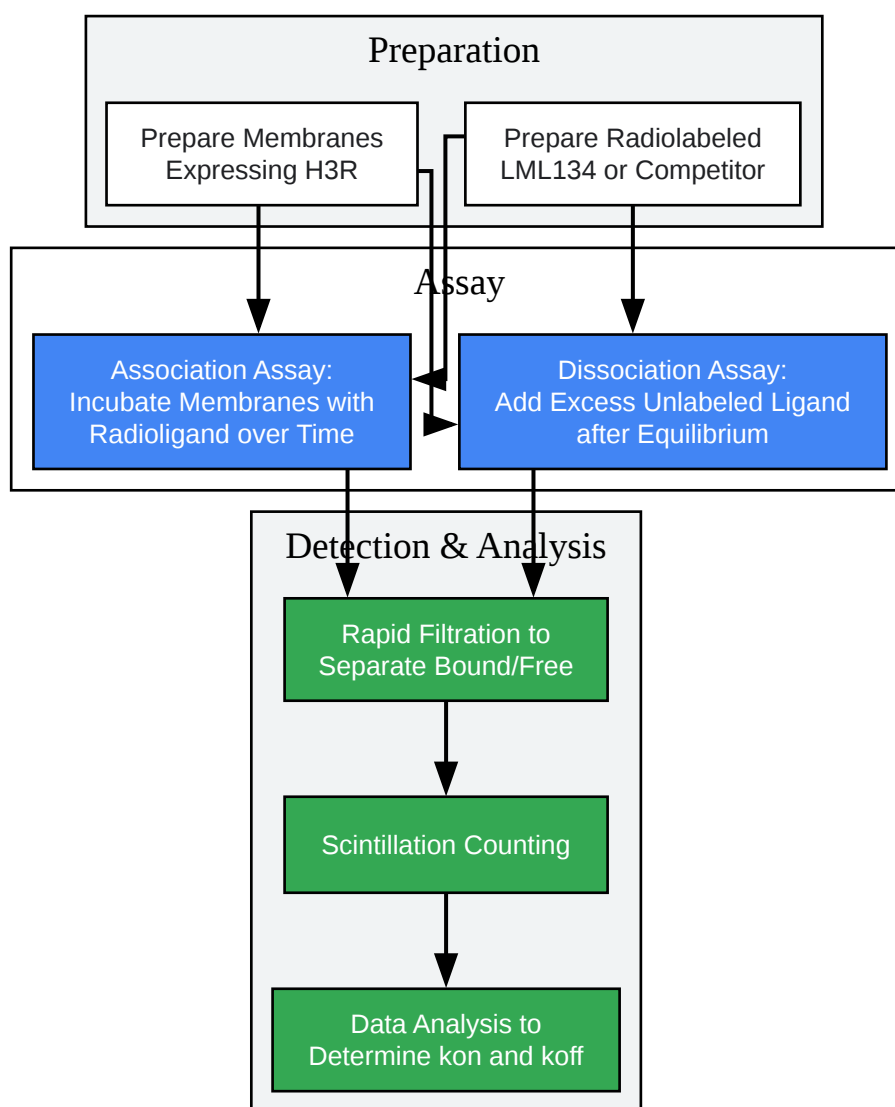 Preparation
Prepare Membranes
Expressing H3R
Prepare Radiolabeled
LML134 or Competitor
Assay
Association Assay:
Incubate Membranes with
Radioligand over Time
Dissociation Assay:
Add Excess Unlabeled Ligand
after Equilibrium
Detection & Analysis
Rapid Filtration to
Separate Bound/Free
Scintillation Counting
Data Analysis to
Determine kon and koff